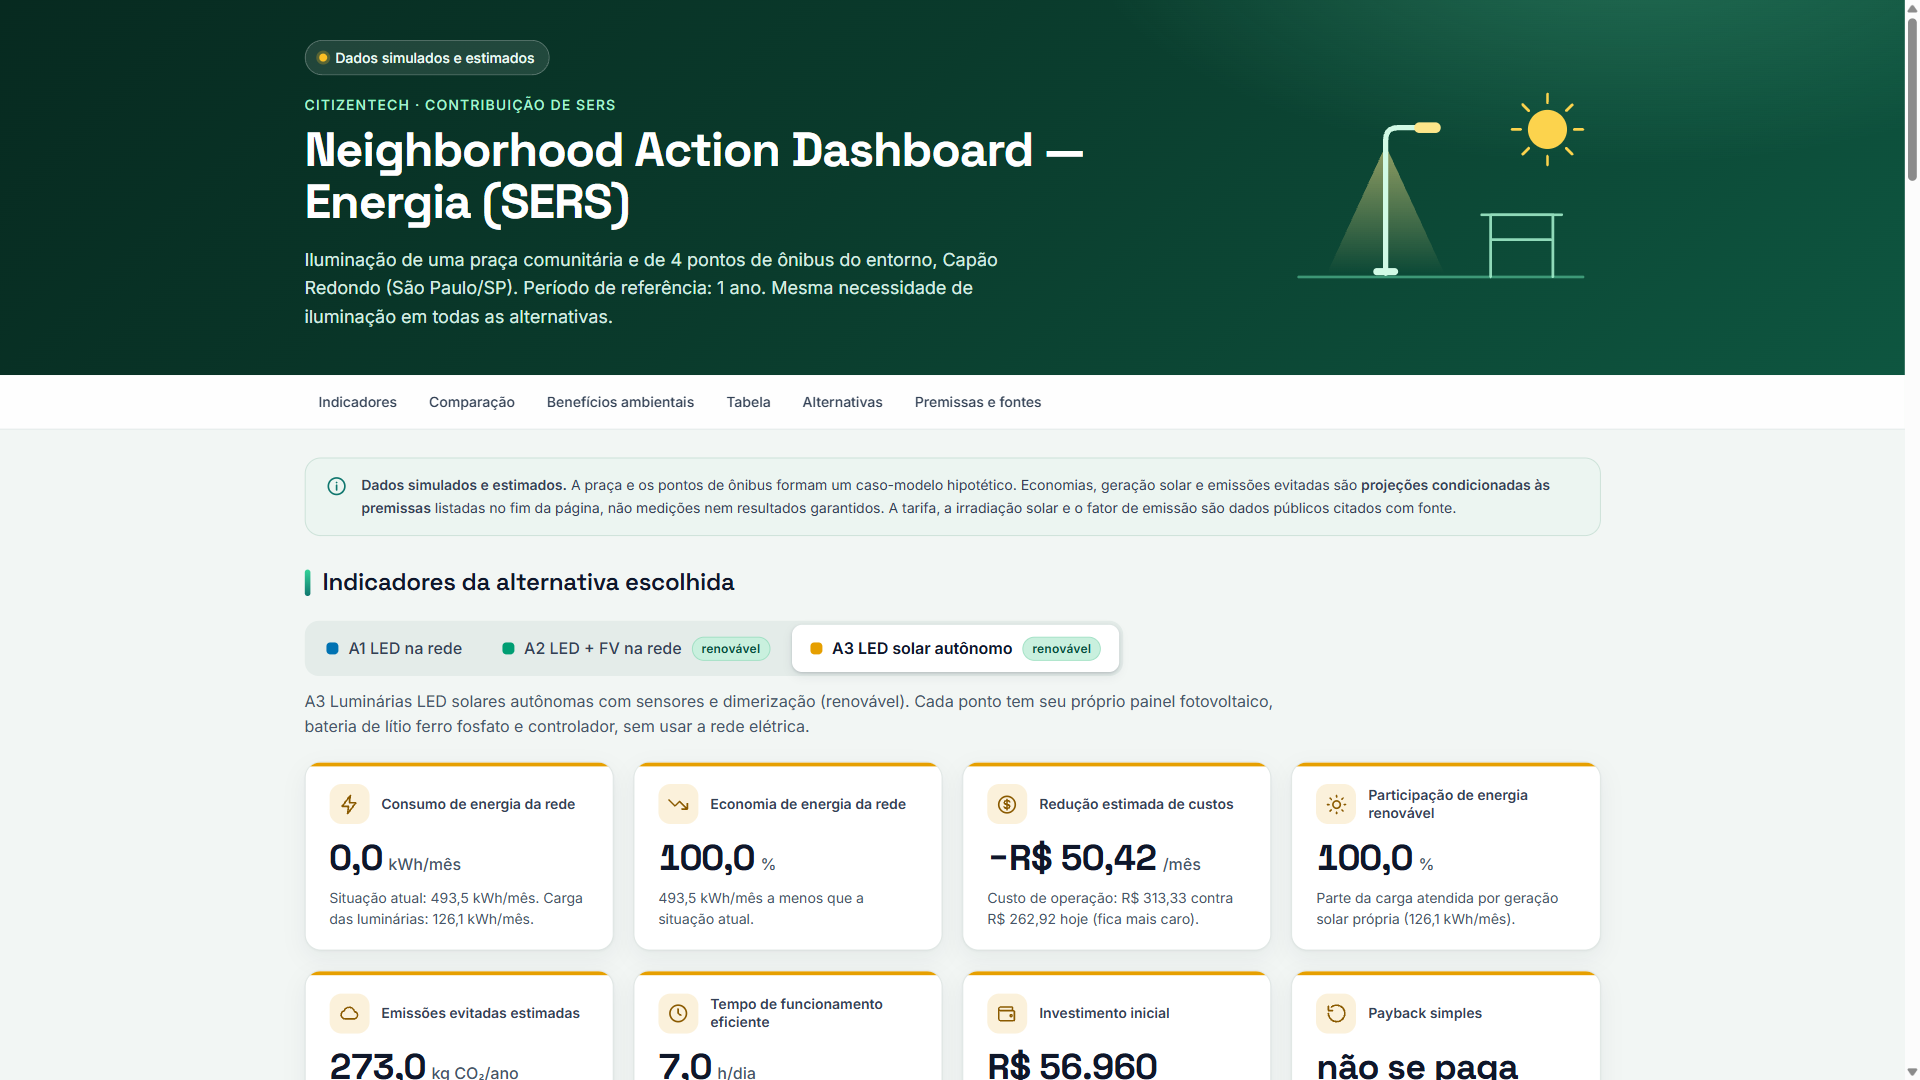 Dados simulados e estimados
CITIZENTECH · CONTRIBUIÇÃO DE SERS
Neighborhood Action Dashboard —
Energia (SERS)
Iluminação de uma praça comunitária e de 4 pontos de ônibus do entorno, Capão
Redondo (São Paulo/SP). Período de referência: 1 ano. Mesma necessidade de
iluminação em todas as alternativas.
Indicadores Comparação Benefícios ambientais Tabela Alternativas Premissas e fontes
Dados simulados e estimados. A praça e os pontos de ônibus formam um caso-modelo hipotético. Economias, geração solar e emissões evitadas são projeções condicionadas às
premissas listadas no fim da página, não medições nem resultados garantidos. A tarifa, a irradiação solar e o fator de emissão são dados públicos citados com fonte.
Indicadores da alternativa escolhida
A1 LED na rede A2 LED + FV na rede renovável A3 LED solar autônomo renovável
A3 Luminárias LED solares autônomas com sensores e dimerização (renovável). Cada ponto tem seu próprio painel fotovoltaico,
bateria de lítio ferro fosfato e controlador, sem usar a rede elétrica.
Consumo de energia da rede
0,0 kWh/mês
Situação atual: 493,5 kWh/mês. Carga
das luminárias: 126,1 kWh/mês.
Economia de energia da rede
100,0 %
493,5 kWh/mês a menos que a
situação atual.
Redução estimada de custos
−R$ 50,42 /mês
Custo de operação: R$ 313,33 contra
R$ 262,92 hoje (fica mais caro).
Participação de energia
renovável
100,0 %
Parte da carga atendida por geração
solar própria (126,1 kWh/mês).
Emissões evitadas estimadas
273,0 kg CO₂/ano
Tempo de funcionamento
eficiente
7,0 h/dia
Investimento inicial
R$ 56.960
Payback simples
não se paga